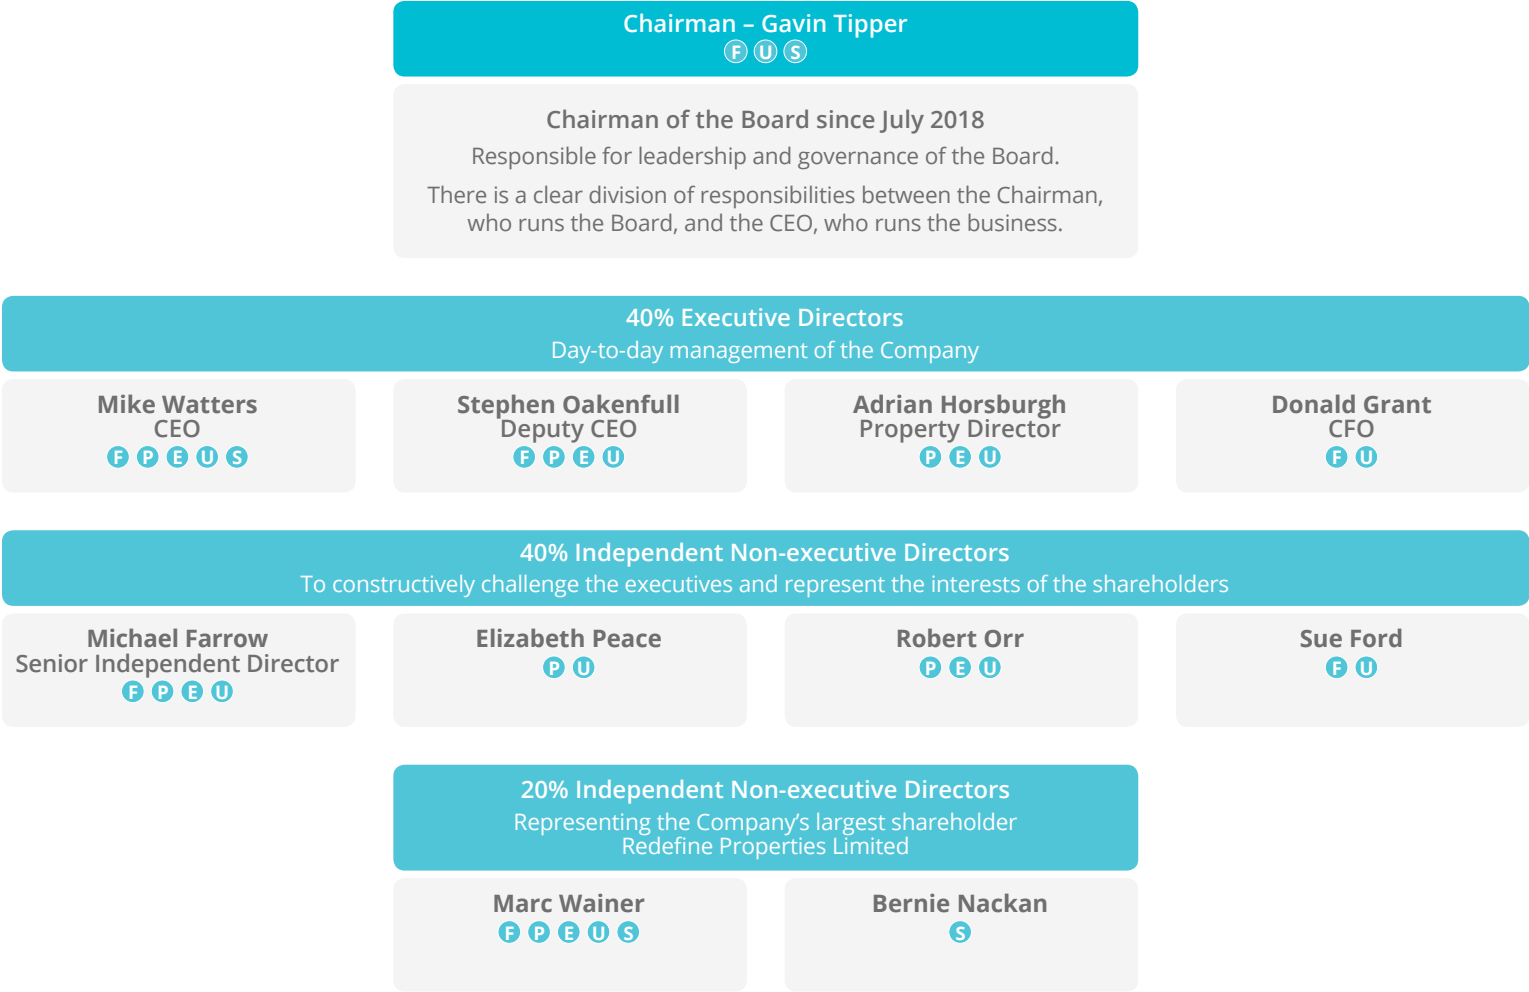 Chairman – Gavin Tipper
F U S
Chairman of the Board since July 2018
Responsible for leadership and governance of the Board.
There is a clear division of responsibilities between the Chairman,
who runs the Board, and the CEO, who runs the business.
40% Executive Directors
Day-to-day management of the Company
Mike Watters
CEO
F P E U S
Stephen Oakenfull
Deputy CEO
F P E U
Adrian Horsburgh
Property Director
P E U
Donald Grant
CFO
F U
40% Independent Non-executive Directors
To constructively challenge the executives and represent the interests of the shareholders
Michael Farrow
Senior Independent Director
F P E U
Elizabeth Peace
P U
Robert Orr
P E U
Sue Ford
F U
20% Independent Non-executive Directors
Representing the Company’s largest shareholder
Redefine Properties Limited
Marc Wainer
F P E U S
Bernie Nackan
S